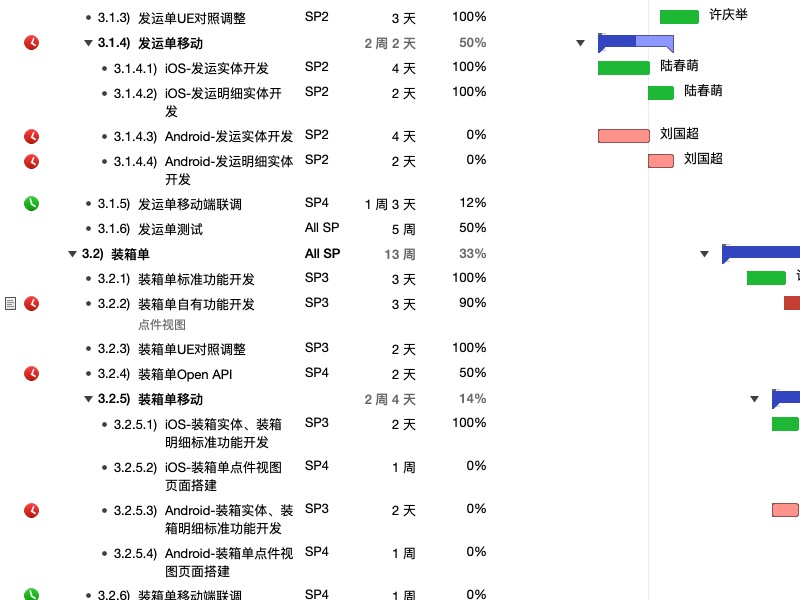 3.1.3) 发运单UE对照调整 SP2 3 天 100% 许庆举
3.1.4) 发运单移动 2 周 2 天 50%
3.1.4.1) iOS-发运实体开发 SP2 4 天 100% 陆春萌
3.1.4.2) iOS-发运明细实体开 SP2 2 天 100% 陆春萌
发
3.1.4.3) Android-发运实体开发 SP2 4 天 0% 刘国超
3.1.4.4) Android-发运明细实体 SP2 2 天 0% 刘国超
开发
3.1.5) 发运单移动端联调 SP4 1 周 3 天 12%
3.1.6) 发运单测试 All SP 5 周 50%
3.2) 装箱单 All SP 13 周 33%
3.2.1) 装箱单标准功能开发 SP3 3 天 100%
3.2.2) 装箱单自有功能开发 SP3 3 天 90%
点件视图
3.2.3) 装箱单UE对照调整 SP3 2 天 100%
3.2.4) 装箱单Open API SP4 2 天 50%
3.2.5) 装箱单移动 2 周 4 天 14%
3.2.5.1) iOS-装箱实体、装箱 SP3 2 天 100%
明细标准功能开发
3.2.5.2) iOS-装箱单点件视图 SP4 1 周 0%
页面搭建
3.2.5.3) Android-装箱实体、装 SP3 2 天 0%
箱明细标准功能开发
3.2.5.4) Android-装箱单点件视 SP4 1 周 0%
图页面搭建
3.2.6) 装箱单移动端联调 SP4 1 周 0%